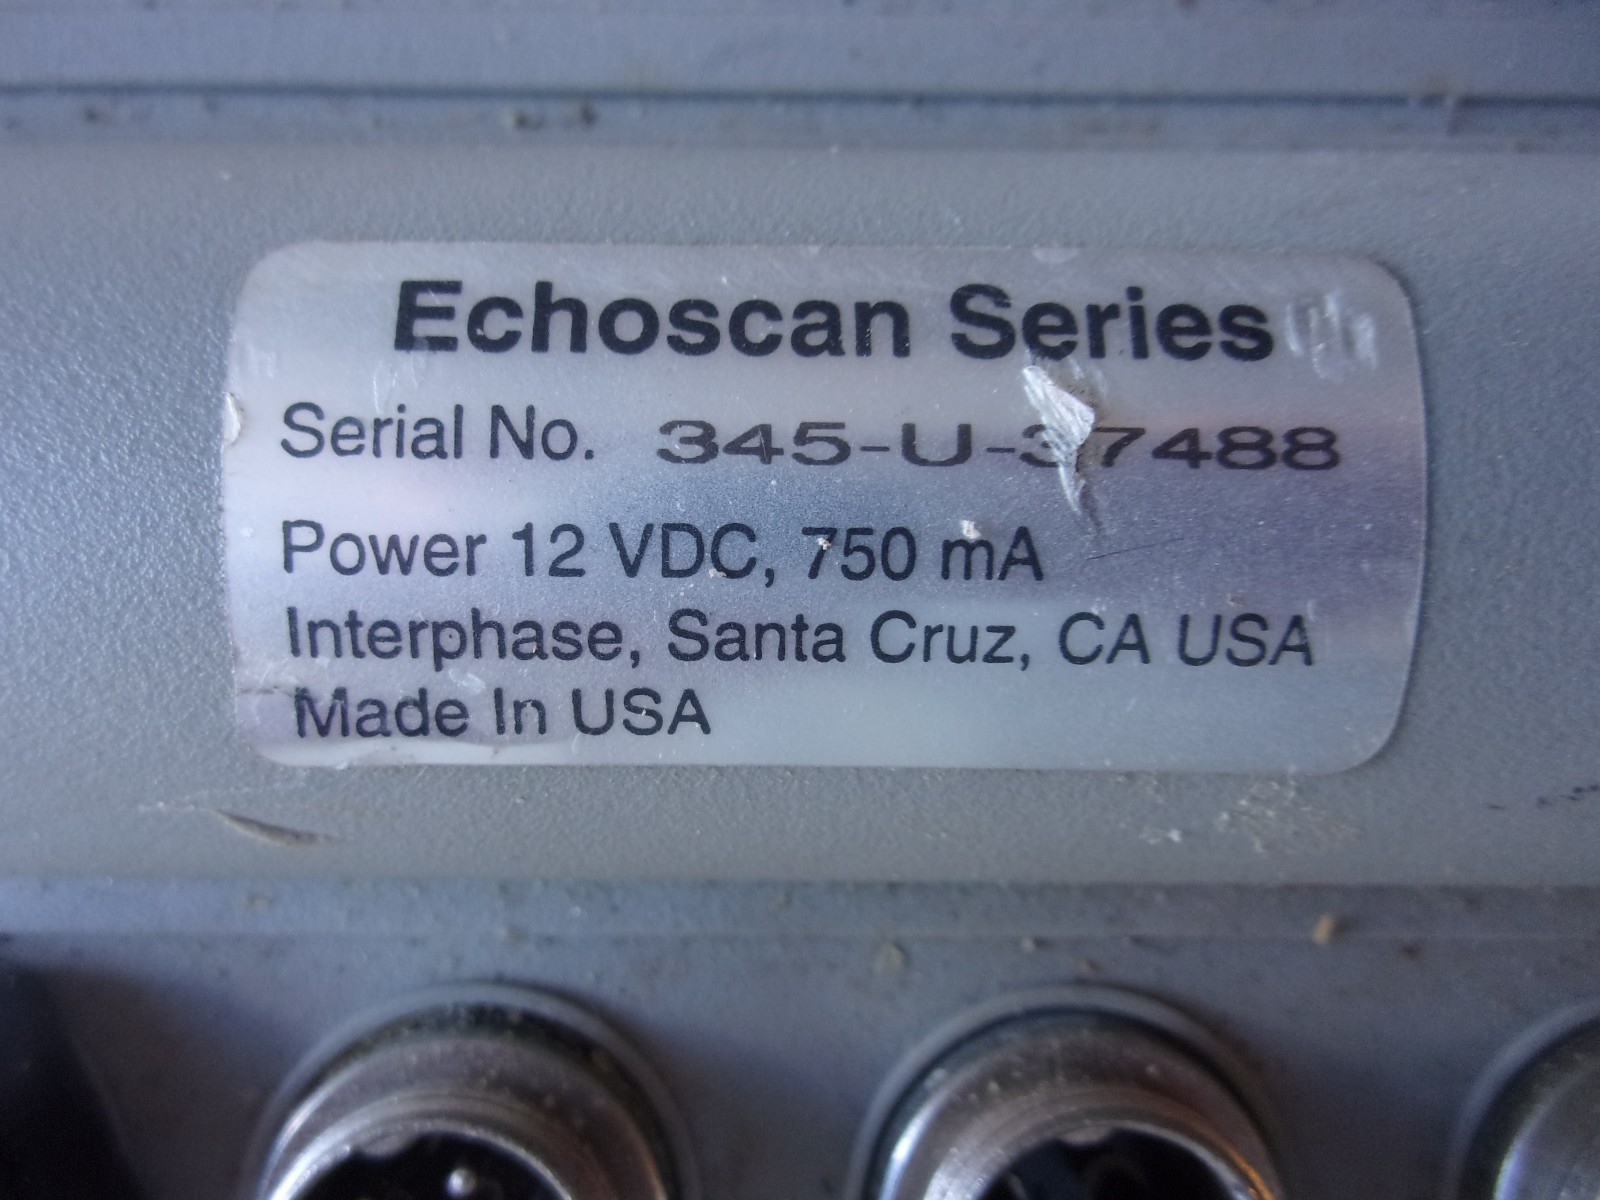 Echoscan Series
Serial No. 345-U-37488
Power 12 VDC, 750 mA
Interphase, Santa Cruz, CA USA
Made In USA